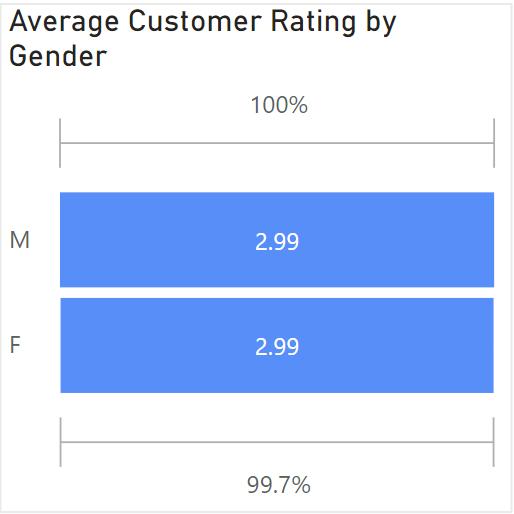 Average Customer Rating by
Gender
100%
M
2.99
F
2.99
99.7%